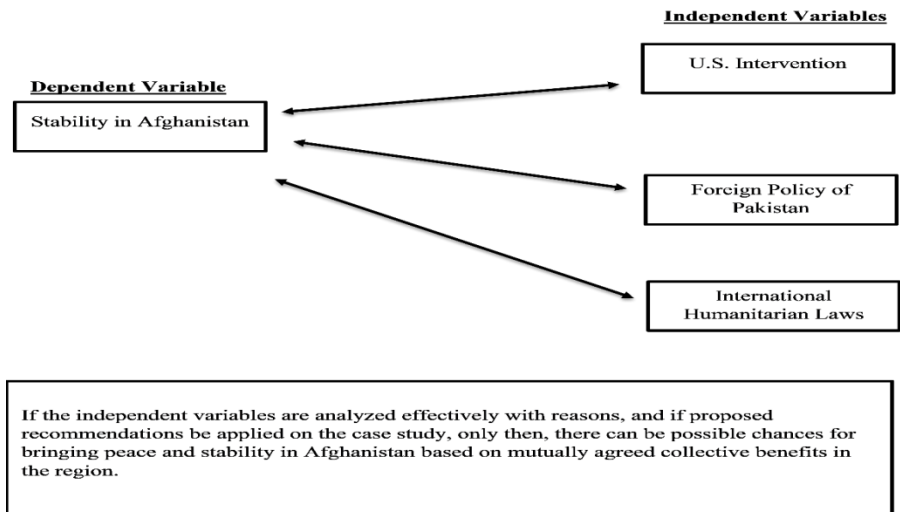 Independent Variables
U.S. Intervention
Dependent Variable
Stability in Afghanistan
Foreign Policy of
Pakistan
International
Humanitarian Laws
If the independent variables are analyzed effectively with reasons, and if proposed
recommendations be applied on the case study, only then, there can be possible chances for
bringing peace and stability in Afghanistan based on mutually agreed collective benefits in
the region.